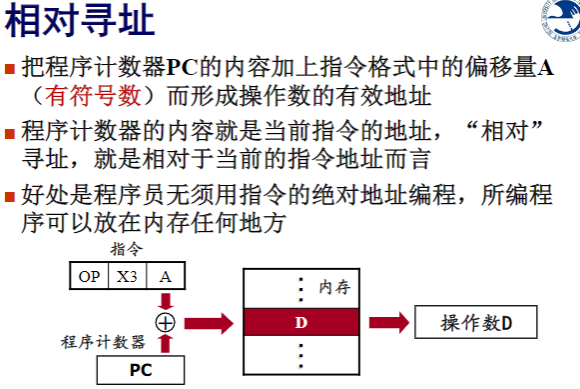 相对寻址
把程序计数器PC的内容加上指令格式中的偏移量A
（有符号数）而形成操作数的有效地址
程序计数器的内容就是当前指令的地址，“相对”
寻址，就是相对于当前的指令地址而言
好处是程序员无须用指令的绝对地址编程，所编程
序可以放在内存任何地方
指令
OP X3 A
内存
程序计数器
D
操作数D
PC